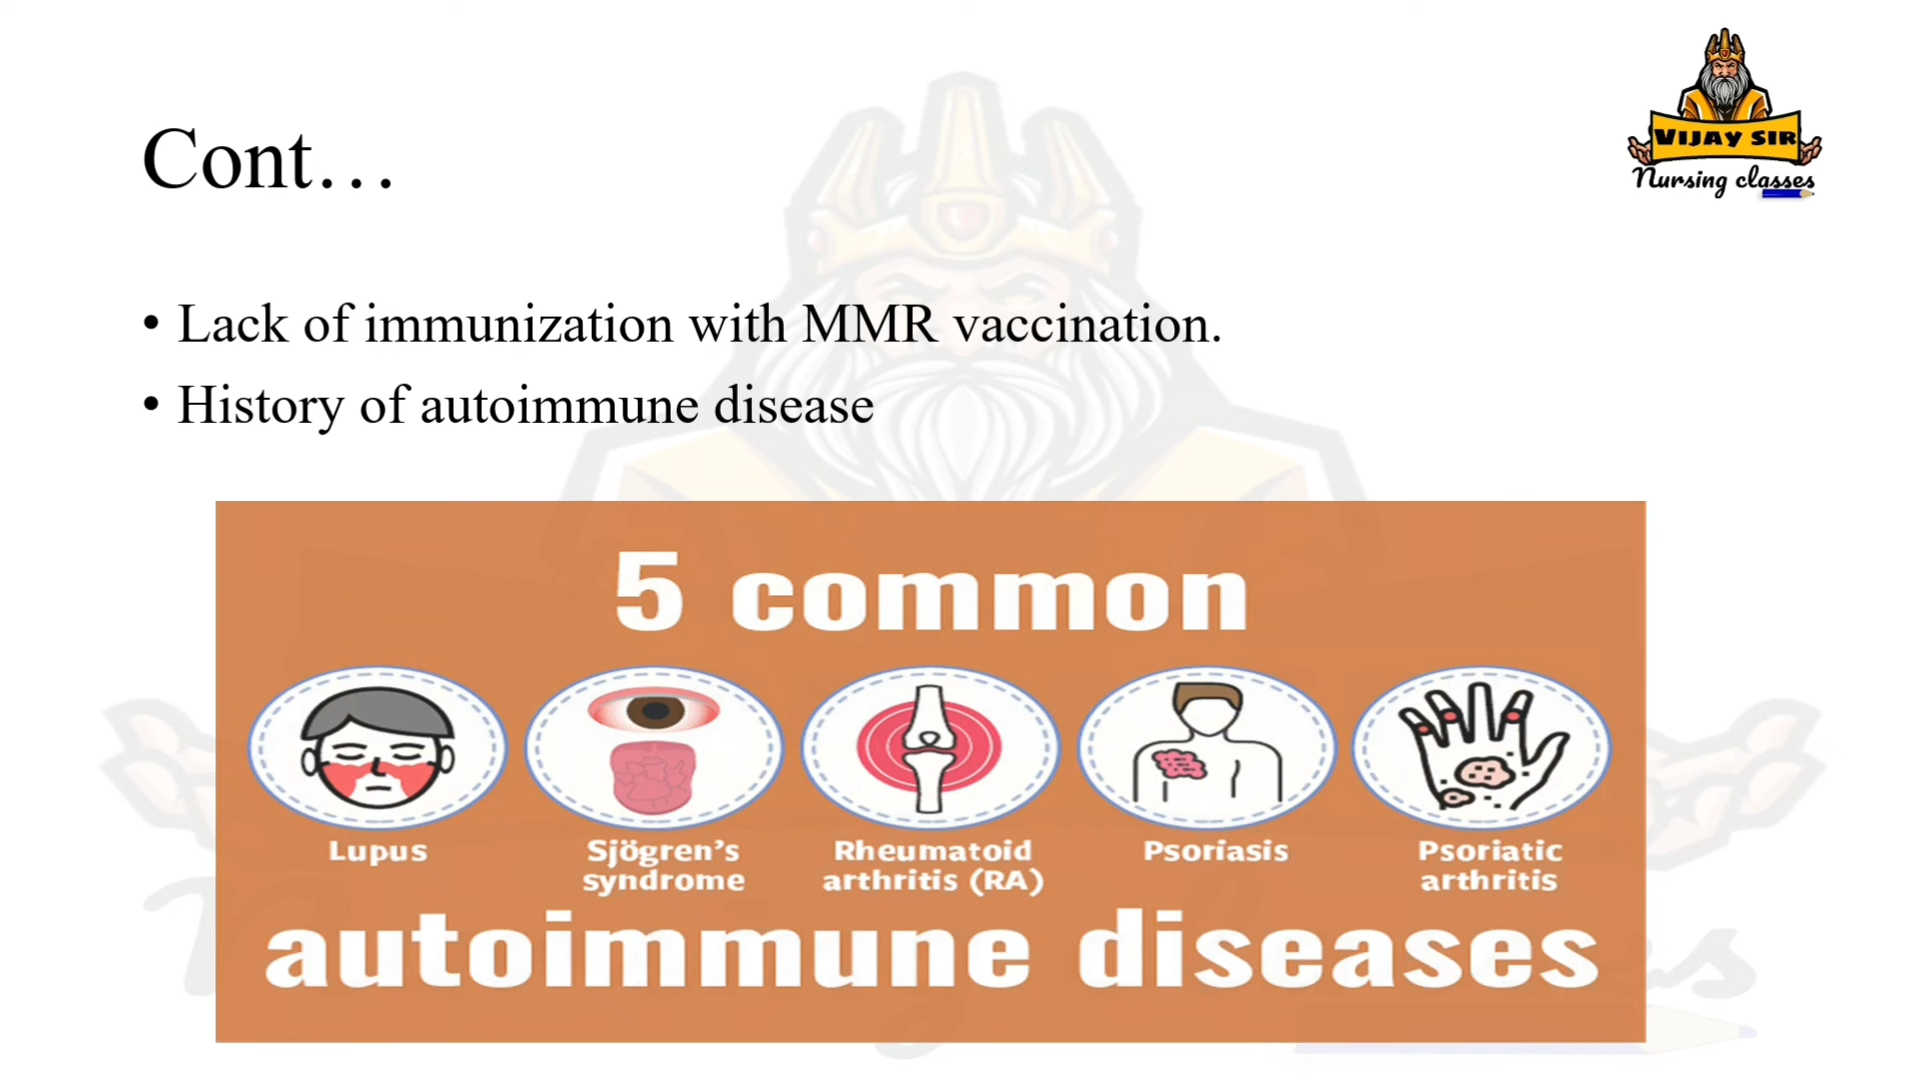 VIJAY SIR
Nursing classes
Cont…
• Lack of immunization with MMR vaccination.
• History of autoimmune disease
5 common
Lupus
Sjögren’s
syndrome
Rheumatoid
arthritis (RA)
Psoriasis
Psoriatic
arthritis
autoimmune diseases